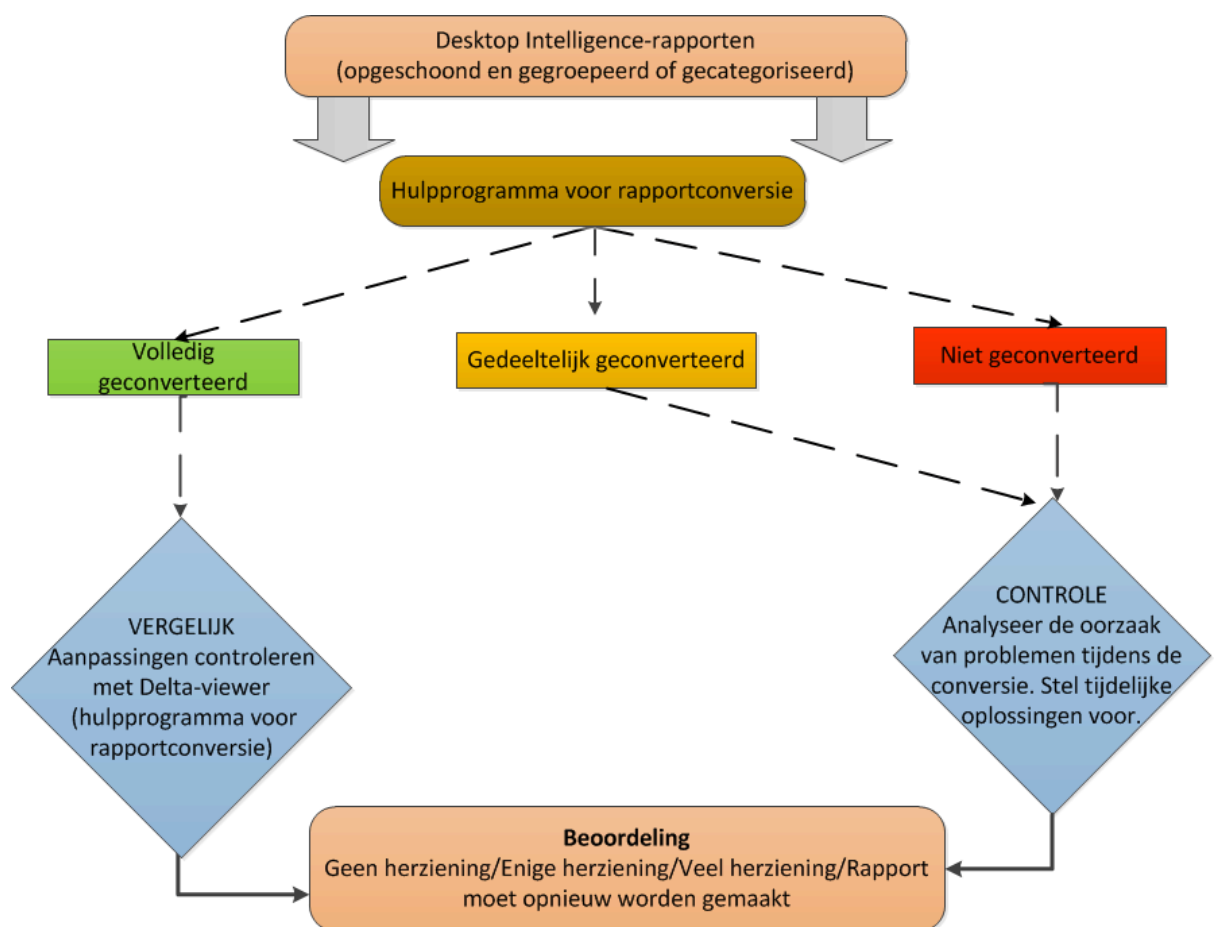 Desktop Intelligence-rapporten
(opgeschoond en gegroepeerd of gecategoriseerd)
Hulpprogramma voor rapportconversie
Volledig
geconverteerd
Gedeeltelijk geconverteerd
Niet geconverteerd
VERGELIJK
Aanpassingen controleren
met Delta-viewer
(hulpprogramma voor
rapportconversie)
CONTROLE
Analyseer de oorzaak
van problemen tijdens de
conversie. Stel tijdelijke
oplossingen voor.
Beoordeling
Geen herziening/Enige herziening/Veel herziening/Rapport
moet opnieuw worden gemaakt